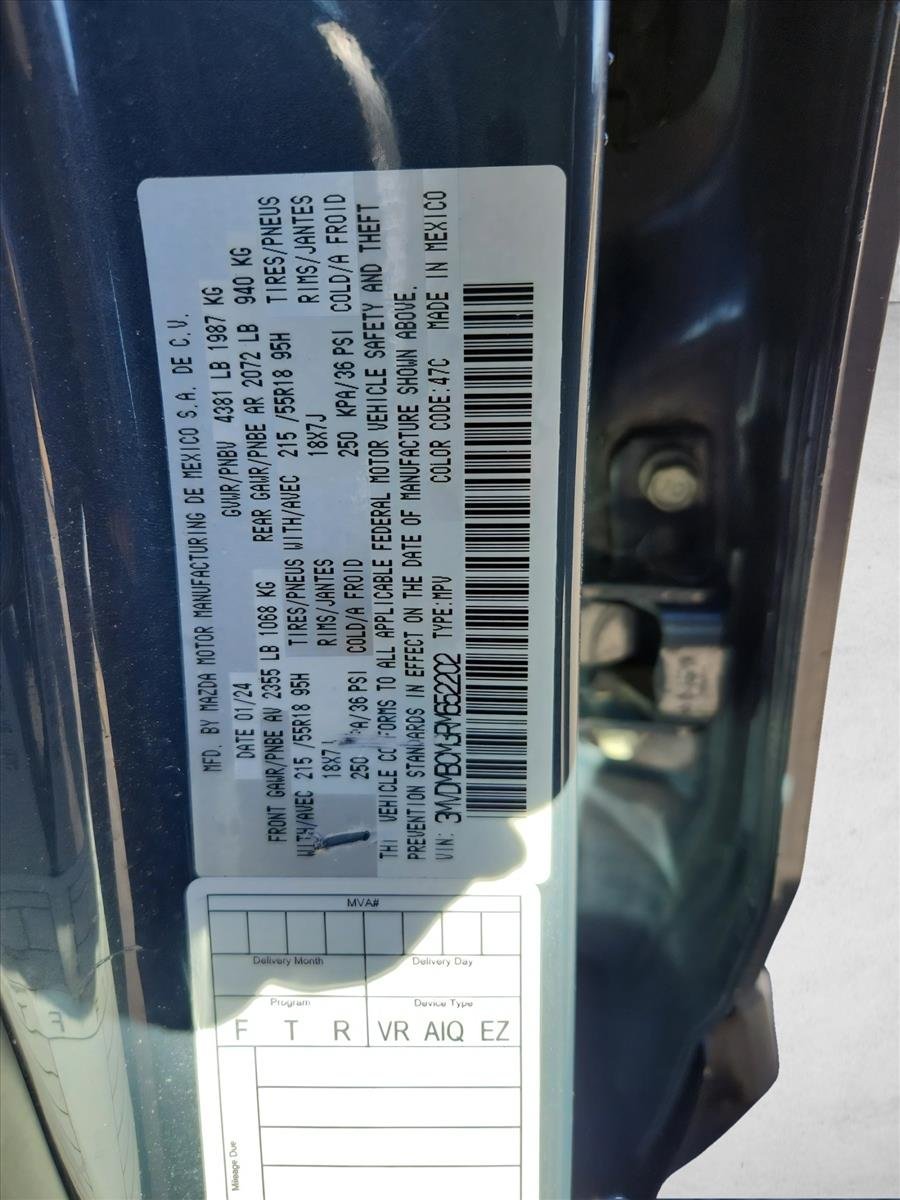 MFD. BY MAZDA MOTOR MANUFACTURING DE MEXICO S.A. DE C.V.
DATE 01/24 GVWR/PNBV 4381 LB 1987 KG
FRONT GAWR/PNBE AV 2355 LB 1068 KG REAR GAWR/PNBE AR 2072 LB 940 KG
WITH/AVEC 215 /55R18 95H TIRES/PNEUS WITH/AVEC 215 /55R18 95H TIRES/PNEUS
18X7J RIMS/JANTES 18X7J RIMS/JANTES
250 KPA/36 PSI COLD/A FROID 250 KPA/36 PSI COLD/A FROID
VEHICLE TO ALL APPLICABLE FEDERAL MOTOR VEHICLE SAFETY AND THEFT
PREVENTION STANDARDS IN EFFECT ON THE DATE OF MANUFACTURE SHOWN ABOVE.
VIN: TYPE:MPV COLOR CODE:47C MADE IN MEXICO
MVA#
Delivery Month Delivery Day
Program Device Type
F T R VR AIQ EZ
Mileage Due